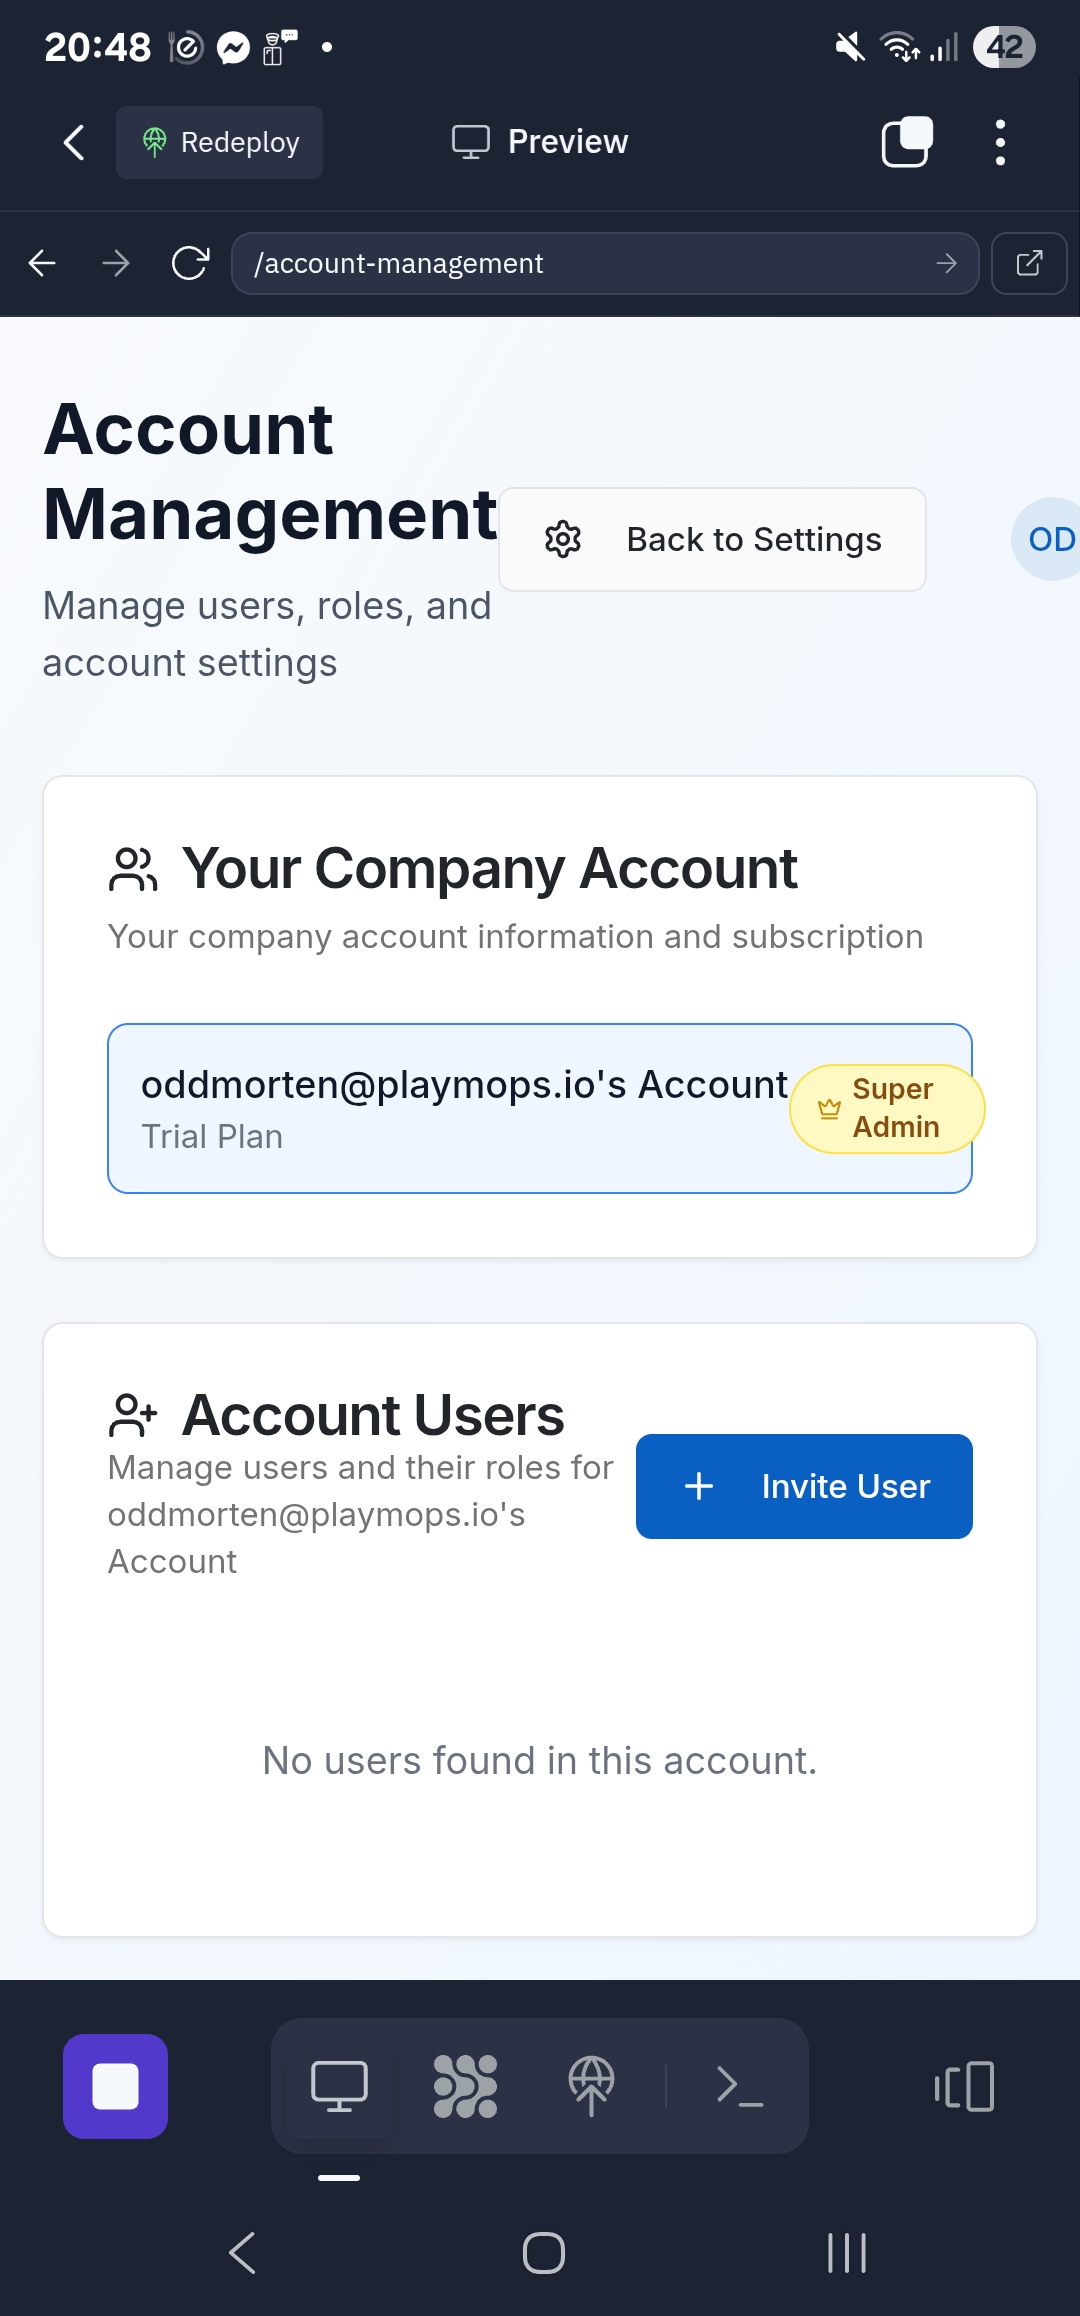 20:48
42
Redeploy
Preview
/account-management
Account
Management
Back to Settings
OD
Manage users, roles, and
account settings
Your Company Account
Your company account information and subscription
oddmorten@playmops.io's Account
Super
Admin
Trial Plan
Account Users
Manage users and their roles for
oddmorten@playmops.io's
Account
Invite User
No users found in this account.